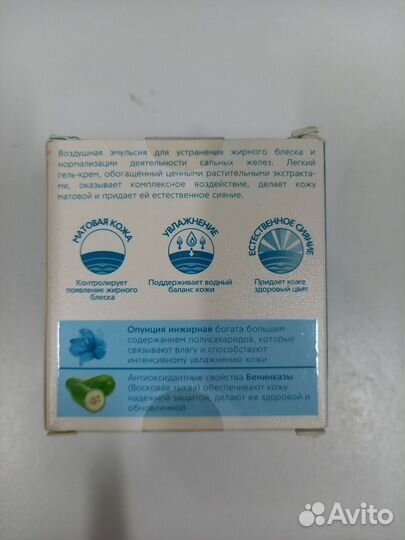 Воздушная эмульсия для устранения жирного блеска и
нормализации деятельности сальных желез. Легкий
гель-крем, обогащенный ценными растительными экстракта-
ми, оказывает комплексное воздействие, делает кожу
матовой и придает ей естественное сияние.
МАТОВАЯ КОЖА
Контролирует
появление жирного
блеска
УВЛАЖНЕНИЕ
Поддерживает водный
баланс кожи
ЕСТЕСТВЕННОЕ СИЯНИЕ
Придает коже
здоровый цвет
Опунция инжирная богата большим
содержанием полисахаридов, которые
связывают влагу и способствуют
интенсивному увлажнению кожи
Антиоксидантные свойства Бенинказы
(Восковая тыква) обеспечивают кожу
надежной защитой, делают ее здоровой и
обновленной
Avito